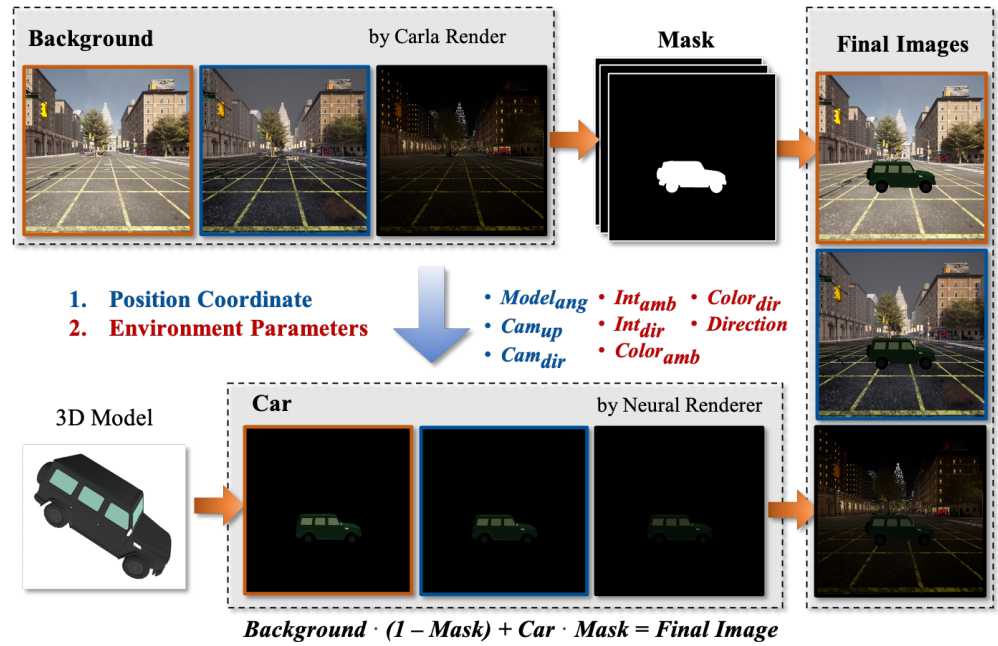 Background
by Carla Render
Mask
Final Images
1. Position Coordinate
2. Environment Parameters
• Model_ang
• Cam_up
• Cam_dir
• Int_amb
• Int_dir
• Color_amb
• Color_dir
• Direction
3D Model
Car
by Neural Renderer
Background · (1 – Mask) + Car · Mask = Final Image